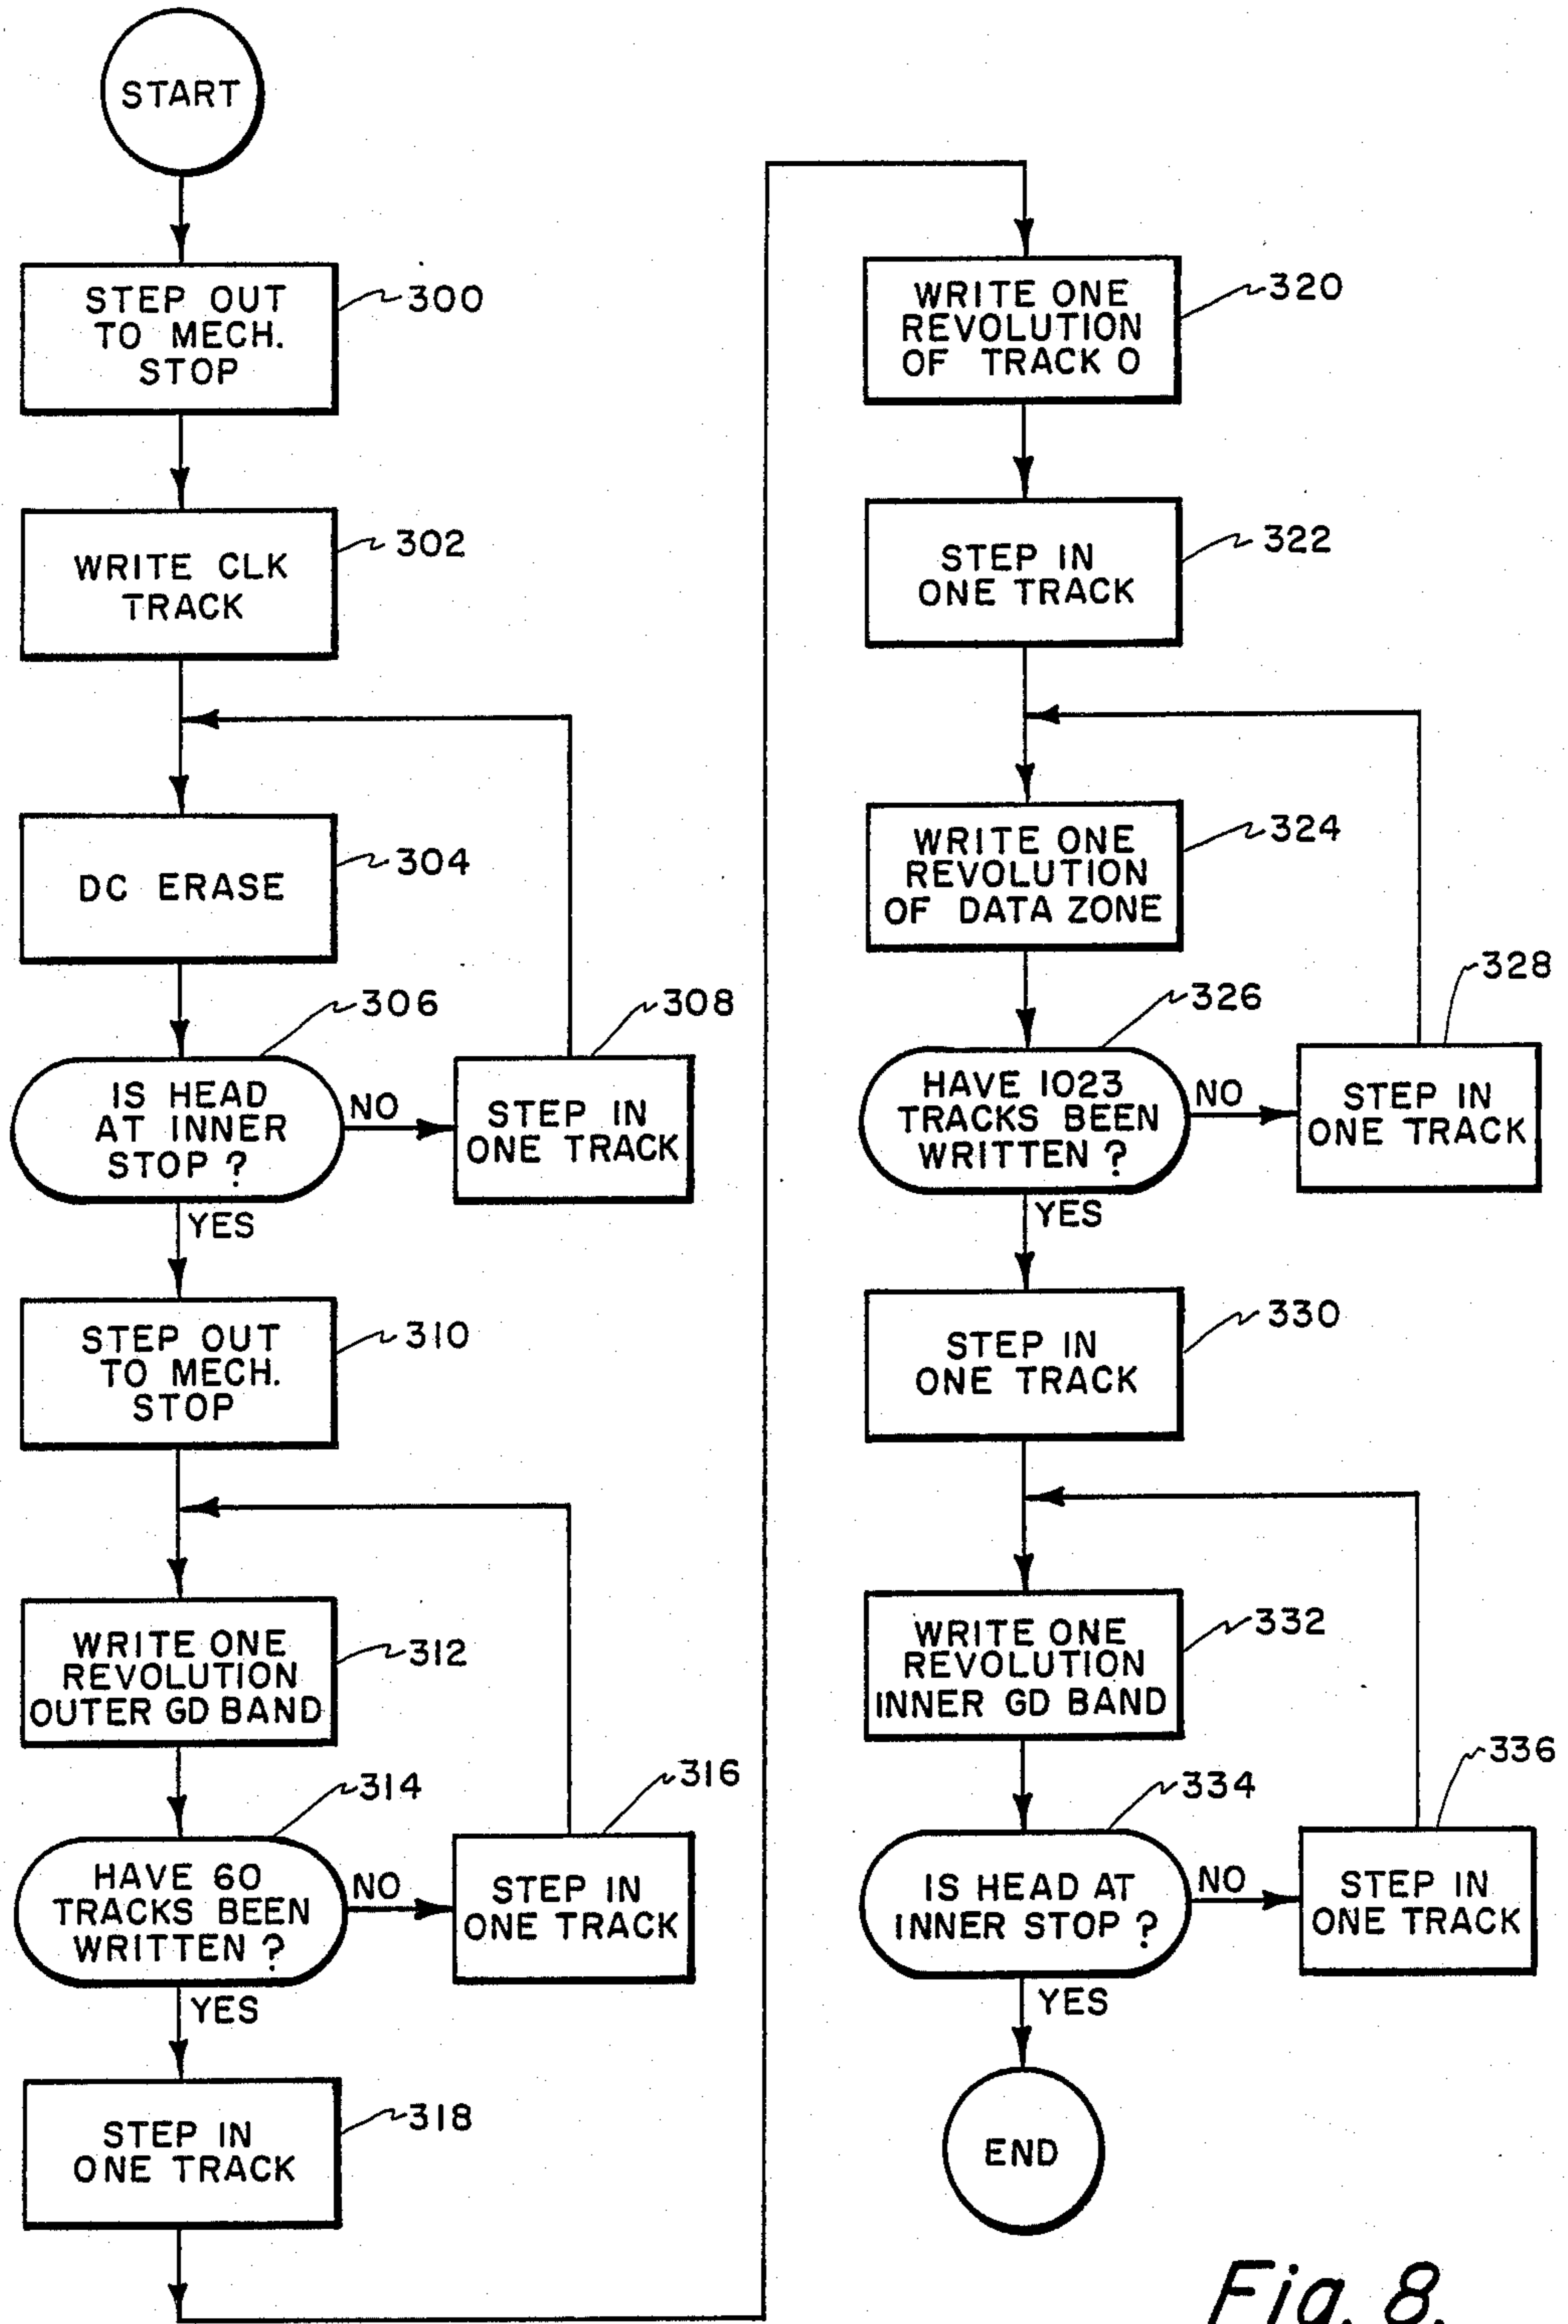 START
STEP OUT
TO MECH.
STOP
300
WRITE CLK
TRACK
302
DC ERASE
304
IS HEAD
AT INNER
STOP ?
306
NO
STEP IN
ONE TRACK
308
YES
STEP OUT
TO MECH.
STOP
310
WRITE ONE
REVOLUTION
OUTER GD BAND
312
HAVE 60
TRACKS BEEN
WRITTEN ?
314
NO
STEP IN
ONE TRACK
316
YES
STEP IN
ONE TRACK
318
WRITE ONE
REVOLUTION
OF TRACK 0
320
STEP IN
ONE TRACK
322
WRITE ONE
REVOLUTION
OF DATA ZONE
324
HAVE 1023
TRACKS BEEN
WRITTEN ?
326
NO
STEP IN
ONE TRACK
328
YES
STEP IN
ONE TRACK
330
WRITE ONE
REVOLUTION
INNER GD BAND
332
IS HEAD AT
INNER STOP ?
334
NO
STEP IN
ONE TRACK
336
YES
END
Fig. 8.